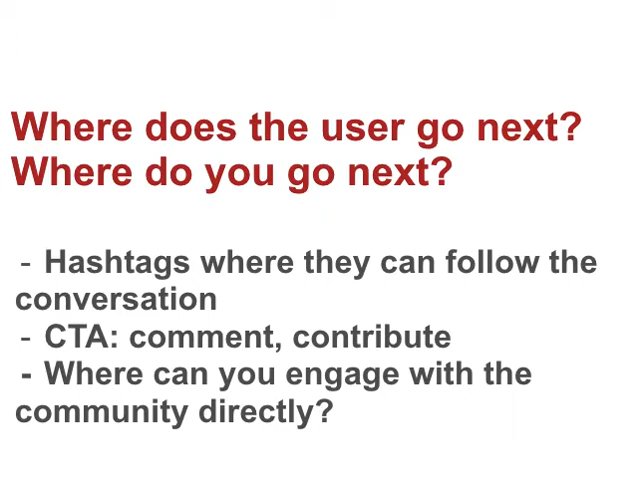 Where does the user go next?
Where do you go next?
- Hashtags where they can follow the
conversation
- CTA: comment, contribute
- Where can you engage with the
community directly?